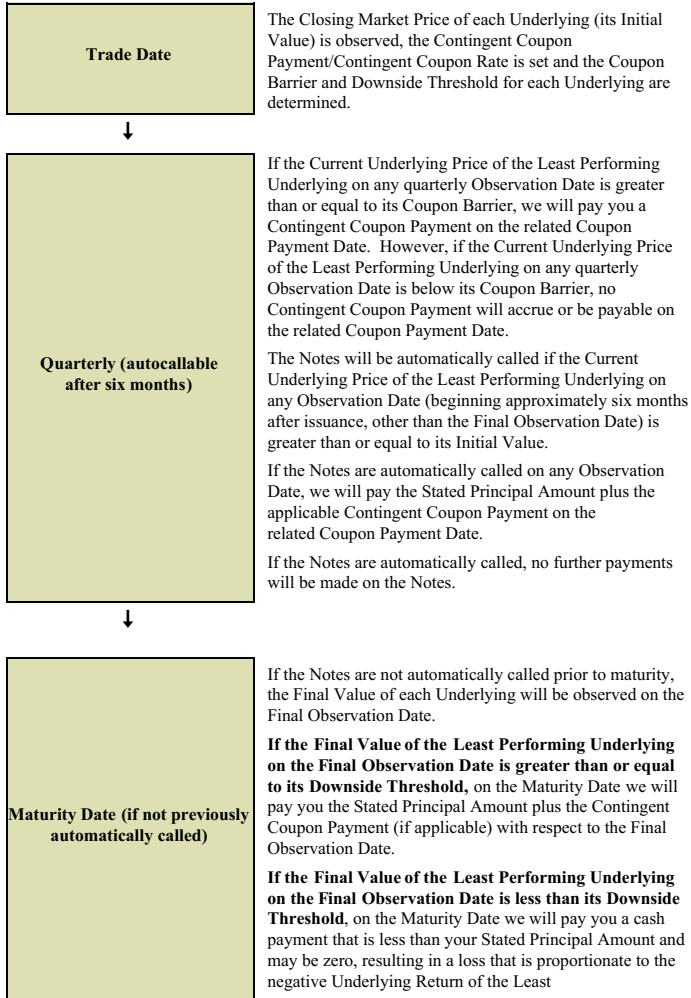 Trade Date
The Closing Market Price of each Underlying (its Initial
Value) is observed, the Contingent Coupon
Payment/Contingent Coupon Rate is set and the Coupon
Barrier and Downside Threshold for each Underlying are
determined.
↓
Quarterly (autocallable
after six months)
If the Current Underlying Price of the Least Performing
Underlying on any quarterly Observation Date is greater
than or equal to its Coupon Barrier, we will pay you a
Contingent Coupon Payment on the related Coupon
Payment Date. However, if the Current Underlying Price
of the Least Performing Underlying on any quarterly
Observation Date is below its Coupon Barrier, no
Contingent Coupon Payment will accrue or be payable on
the related Coupon Payment Date.
The Notes will be automatically called if the Current
Underlying Price of the Least Performing Underlying on
any Observation Date (beginning approximately six months
after issuance, other than the Final Observation Date) is
greater than or equal to its Initial Value.
If the Notes are automatically called on any Observation
Date, we will pay the Stated Principal Amount plus the
applicable Contingent Coupon Payment on the
related Coupon Payment Date.
If the Notes are automatically called, no further payments
will be made on the Notes.
↓
Maturity Date (if not previously
automatically called)
If the Notes are not automatically called prior to maturity,
the Final Value of each Underlying will be observed on the
Final Observation Date.
If the Final Value of the Least Performing Underlying
on the Final Observation Date is greater than or equal
to its Downside Threshold, on the Maturity Date we will
pay you the Stated Principal Amount plus the Contingent
Coupon Payment (if applicable) with respect to the Final
Observation Date.
If the Final Value of the Least Performing Underlying
on the Final Observation Date is less than its Downside
Threshold, on the Maturity Date we will pay you a cash
payment that is less than your Stated Principal Amount and
may be zero, resulting in a loss that is proportionate to the
negative Underlying Return of the Least